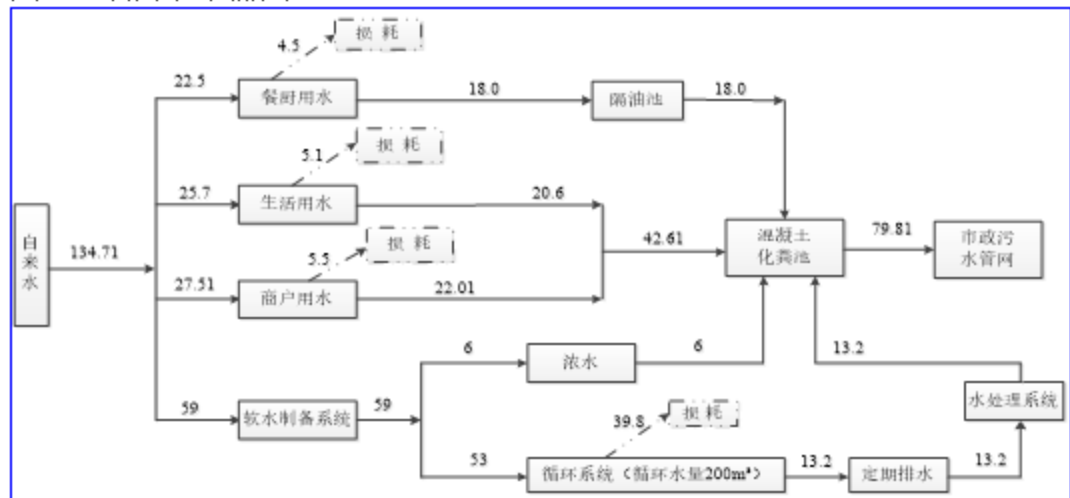 损 耗
4.5
22.5
餐厨用水
18.0
隔油池
18.0
损 耗
5.1
25.7
生活用水
20.6
自来水
134.71
损 耗
5.5
27.51
商户用水
22.01
42.61
混凝土
化粪池
79.81
市政污
水管网
6
浓水
6
13.2
59
软水制备系统
59
损 耗
39.8
水处理系统
53
循环系统（循环水量200m³）
13.2
定期排水
13.2